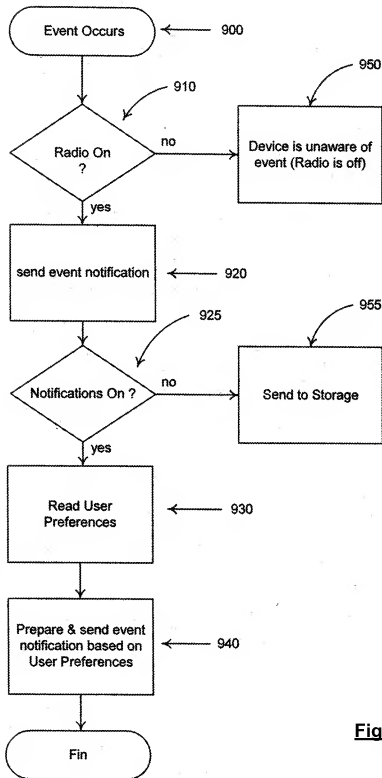 Event Occurs
900
950
910
Radio On
?
no
Device is unaware of
event (Radio is off)
yes
send event notification
920
925
955
Notifications On ?
no
Send to Storage
yes
Read User
Preferences
930
Prepare & send event
notification based on
User Preferences
940
Fin
Fig